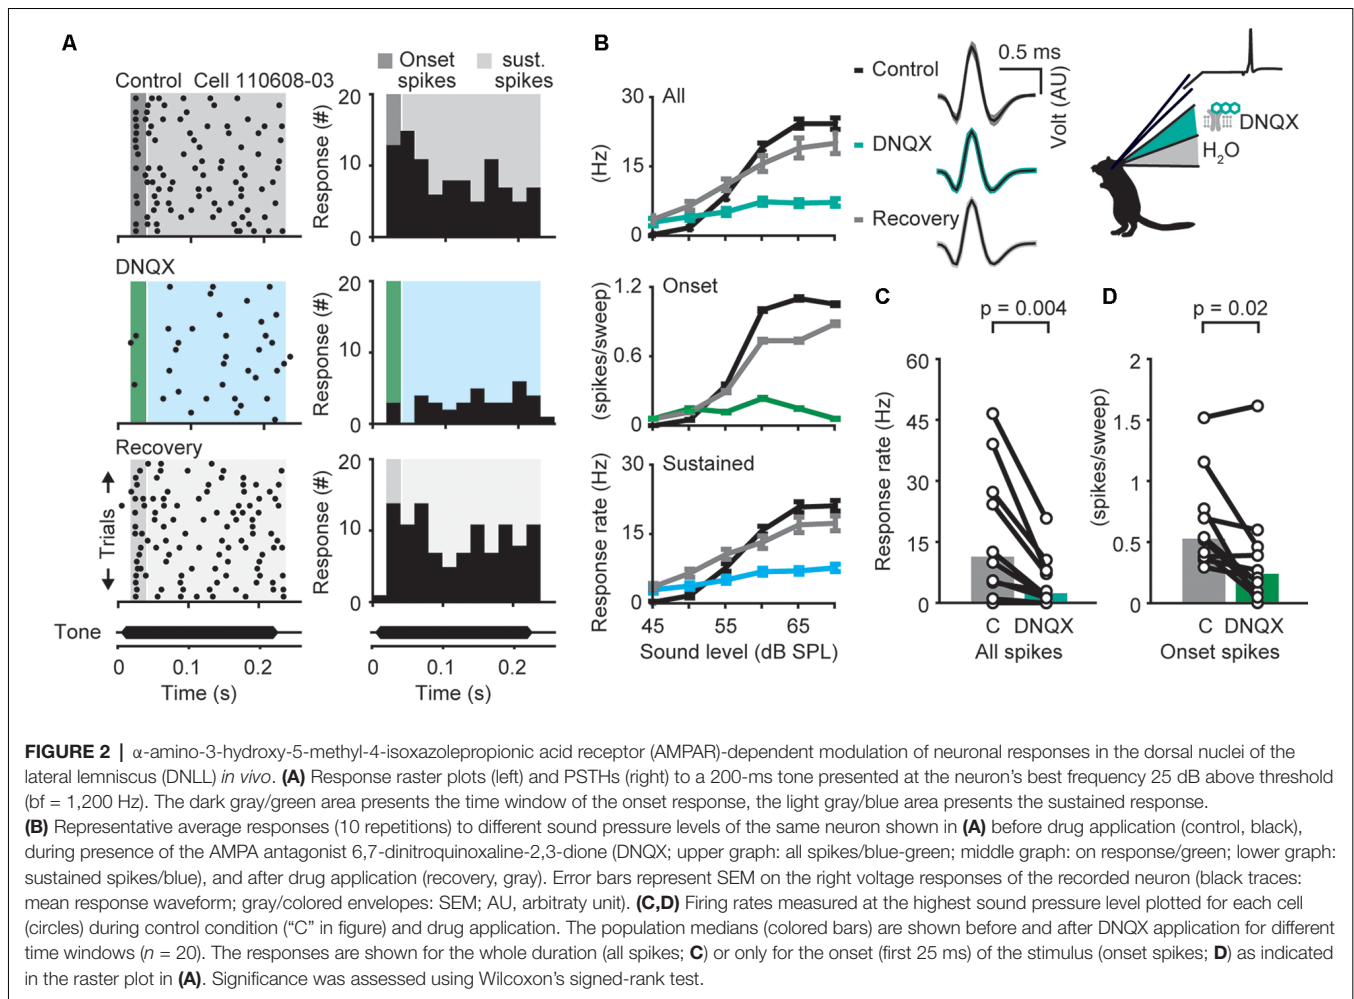 A
Control Cell 110608-03
Onset spikes
sust. spikes
Response (#)
20
10
0
DNQX
Response (#)
20
10
0
Recovery
Trials
Response (#)
20
10
0
Tone
0 0.1 0.2
Time (s)
0 0.1 0.2
Time (s)
B
All
30
15
0
(Hz)
Onset
1.2
0.6
0
(spikes/sweep)
Sustained
30
15
0
Response rate (Hz)
45 55 65
Sound level (dB SPL)
Control
DNQX
Recovery
0.5 ms
Volt (AU)
DNQX
H2O
C
p = 0.004
60
45
30
15
0
Response rate (Hz)
C DNQX
All spikes
D
p = 0.02
2
1.5
1
0.5
0
(spikes/sweep)
C DNQX
Onset spikes
FIGURE 2 | α-amino-3-hydroxy-5-methyl-4-isoxazolepropionic acid receptor (AMPAR)-dependent modulation of neuronal responses in the dorsal nuclei of the
lateral lemniscus (DNLL) in vivo. (A) Response raster plots (left) and PSTHs (right) to a 200-ms tone presented at the neuron's best frequency 25 dB above threshold
(bf = 1,200 Hz). The dark gray/green area presents the time window of the onset response, the light gray/blue area presents the sustained response.
(B) Representative average responses (10 repetitions) to different sound pressure levels of the same neuron shown in (A) before drug application (control, black),
during presence of the AMPA antagonist 6,7-dinitroquinoxaline-2,3-dione (DNQX; upper graph: all spikes/blue-green; middle graph: on response/green; lower graph:
sustained spikes/blue), and after drug application (recovery, gray). Error bars represent SEM on the right voltage responses of the recorded neuron (black traces:
mean response waveform; gray/colored envelopes: SEM; AU, arbitraty unit). (C,D) Firing rates measured at the highest sound pressure level plotted for each cell
(circles) during control condition ("C" in figure) and drug application. The population medians (colored bars) are shown before and after DNQX application for different
time windows (n = 20). The responses are shown for the whole duration (all spikes; C) or only for the onset (first 25 ms) of the stimulus (onset spikes; D) as indicated
in the raster plot in (A). Significance was assessed using Wilcoxon's signed-rank test.